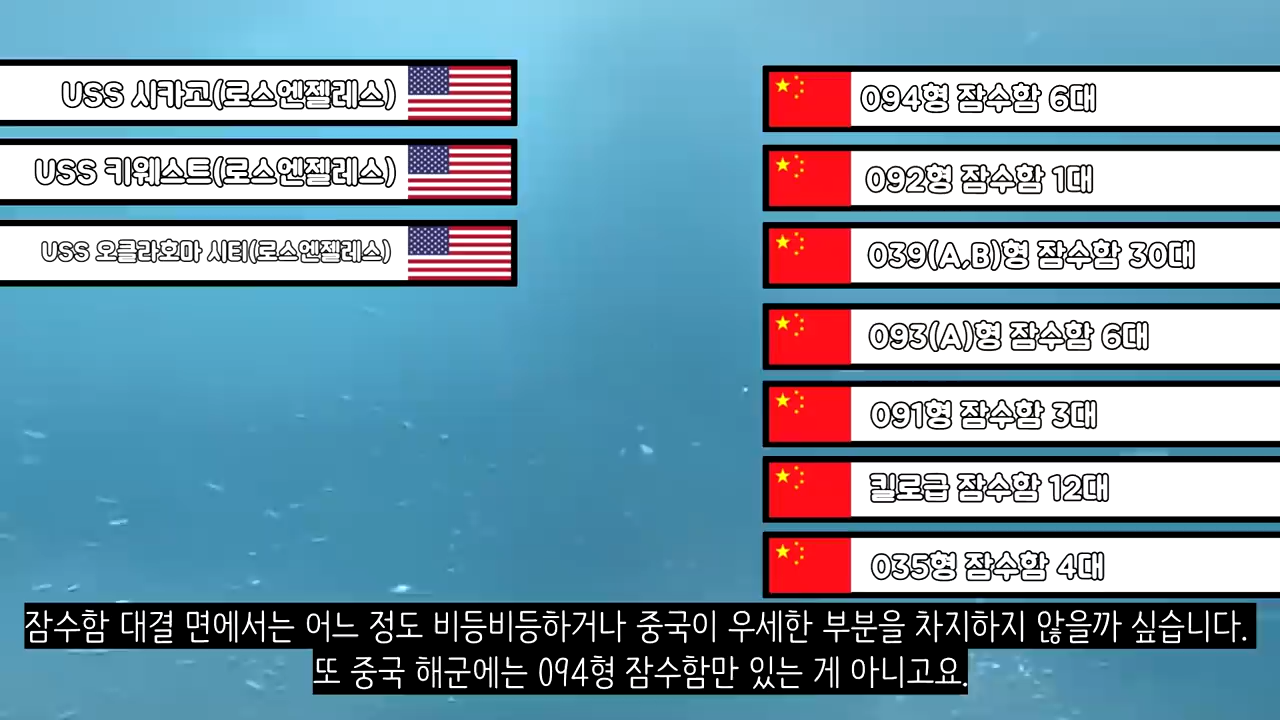 USS 시카고(로스엔젤레스)
USS 키웨스트(로스엔젤레스)
USS 오클라호마 시티(로스엔젤레스)
094형 잠수함 6대
092형 잠수함 1대
039(A,B)형 잠수함 30대
093(A)형 잠수함 6대
091형 잠수함 3대
킬로급 잠수함 12대
035형 잠수함 4대
잠수함 대결 면에서는 어느 정도 비등비등하거나 중국이 우세한 부분을 차지하지 않을까 싶습니다.
또 중국 해군에는 094형 잠수함만 있는 게 아니고요.